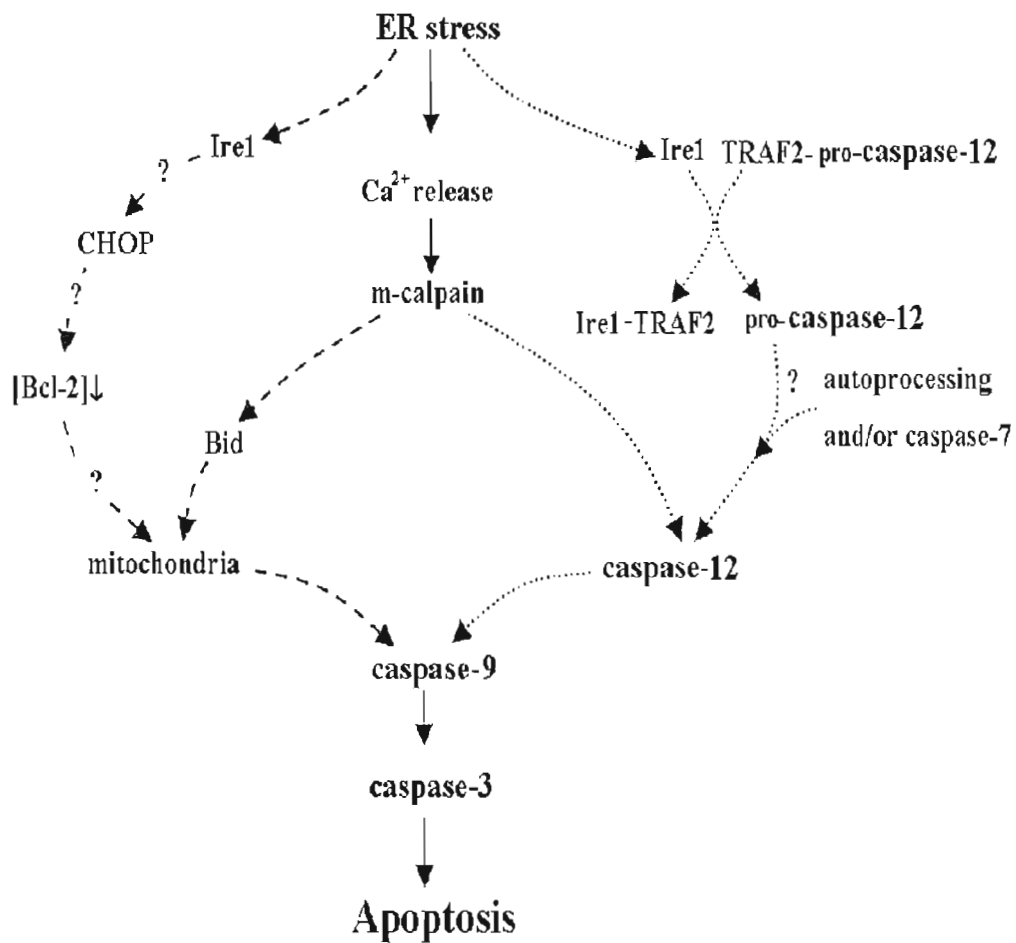 ER stress
Ire1
Ire1 TRAF2-pro-caspase-12
?
Ca²⁺ release
CHOP
m-calpain
?
Ire1-TRAF2
pro-caspase-12
[Bcl-2]↓
? autoprocessing
and/or caspase-7
Bid
?
mitochondria
caspase-12
caspase-9
caspase-3
Apoptosis